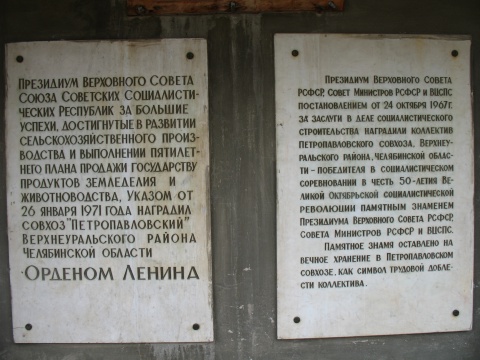 Президиум Верховного Совета
Союза Советских Социалисти-
ческих Республик за большие
успехи, достигнутые в развитии
сельскохозяйственного произ-
водства и выполнении пятилет-
него плана продажи государству
продуктов земледелия и
животноводства, указом от
26 января 1971 года наградил
совхоз "Петропавловский"
Верхнеуральского района
Челябинской области
Орденом Ленина
Президиум Верховного Совета
РСФСР, Совет Министров РСФСР и ВЦСПС
постановлением от 24 октября 1967г.
за заслуги в деле социалистического
строительства наградили коллектив
Петропавловского совхоза, Верхнеу-
ральского района, Челябинской области-
победителя в социалистическом
соревновании в честь 50-летия Ве-
ликой Октябрьской социалистической
революции памятным знаменем
Президиума Верховного Совета РСФСР,
Совета Министров РСФСР и ВЦСПС.
Памятное знамя оставлено на
вечное хранение в Петропавловском
совхозе, как символ трудовой добле-
сти коллектива.